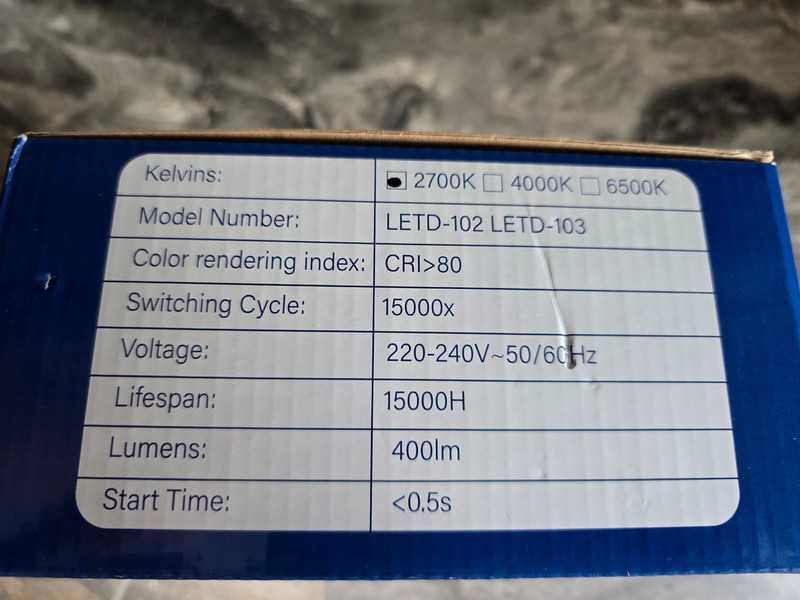 Kelvins: 2700K 4000K 6500K
Model Number: LETD-102 LETD-103
Color rendering index: CRI>80
Switching Cycle: 15000x
Voltage: 220-240V~50/60Hz
Lifespan: 15000H
Lumens: 400lm
Start Time: <0.5s